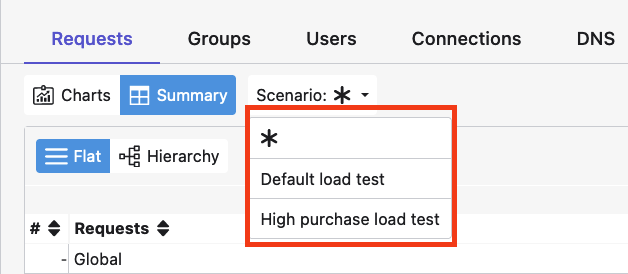 Requests Groups Users Connections DNS
Charts Summary Scenario: *
*
Flat Hierarchy
Default load test
High purchase load test
# Requests
- Global